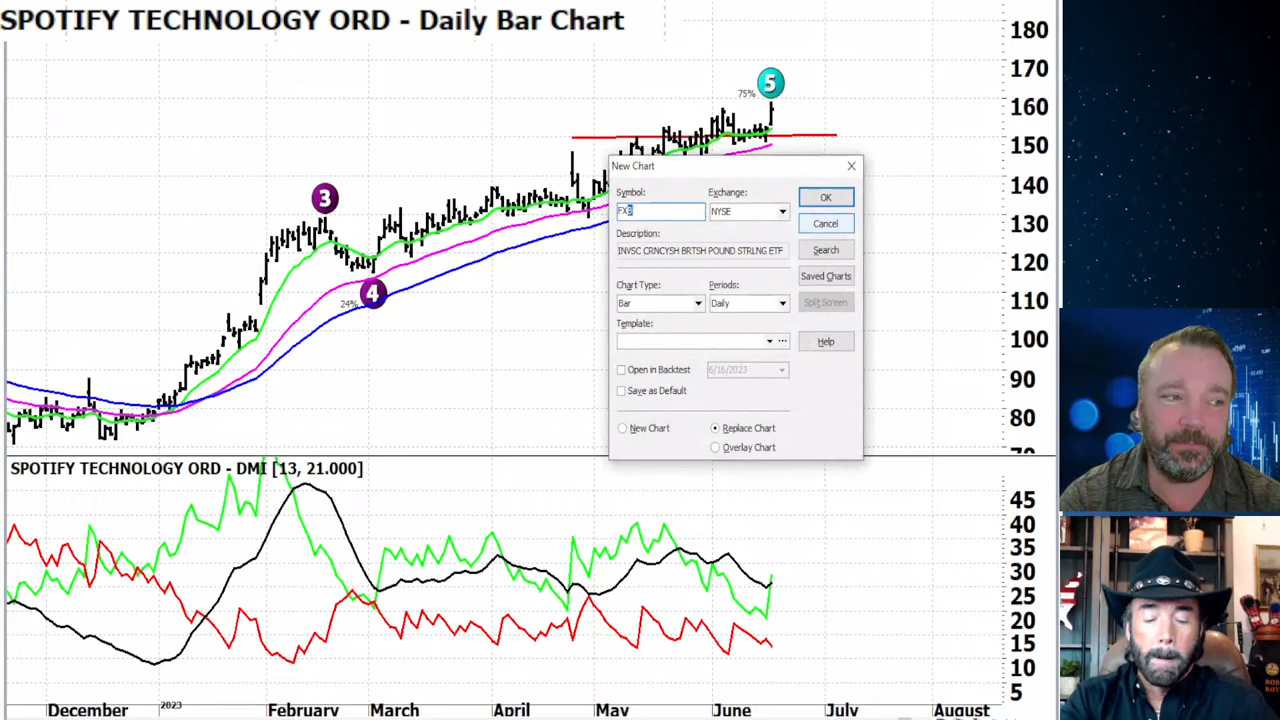 SPOTIFY TECHNOLOGY ORD - Daily Bar Chart
180
170
160
150
140
130
120
110
100
90
80
75%
5
3
4
24%
New Chart
Symbol:
Exchange:
FXB
NYSE
OK
Cancel
Description:
INVSC CRNCYSH BRTSH POUND STRLNG ETF
Search
Saved Charts
Chart Type:
Periods:
Bar
Daily
Split Screen
Template:
...
Help
Open in Backtest
6/16/2023
Save as Default
New Chart
Replace Chart
Overlay Chart
SPOTIFY TECHNOLOGY ORD - DMI [13, 21.000]
45
40
35
30
25
20
15
10
5
December
2023
February
March
April
May
June
July
August